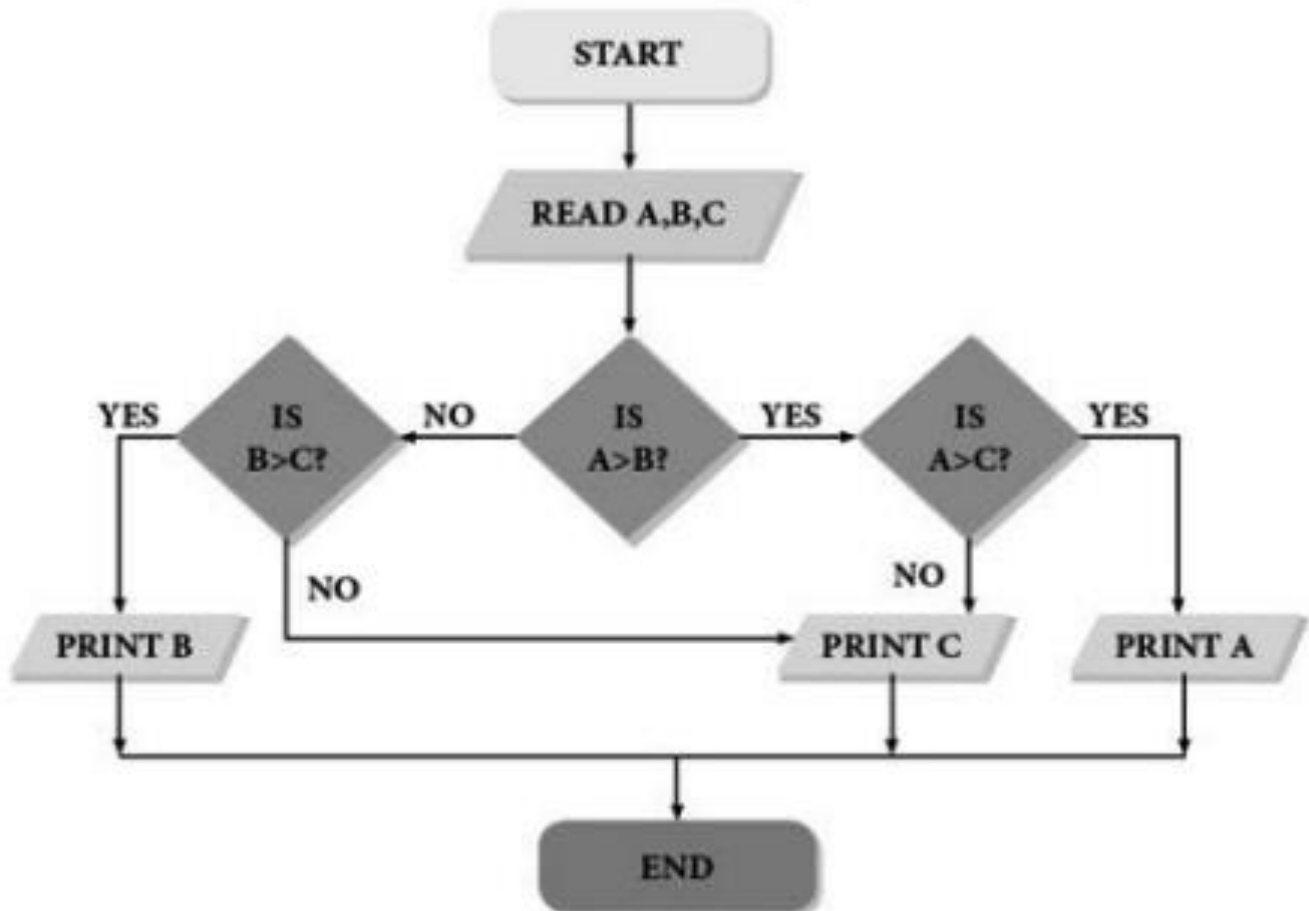 START
READ A,B,C
YES
IS
B>C?
NO
IS
A>B?
YES
IS
A>C?
YES
NO
NO
PRINT B
PRINT C
PRINT A
END